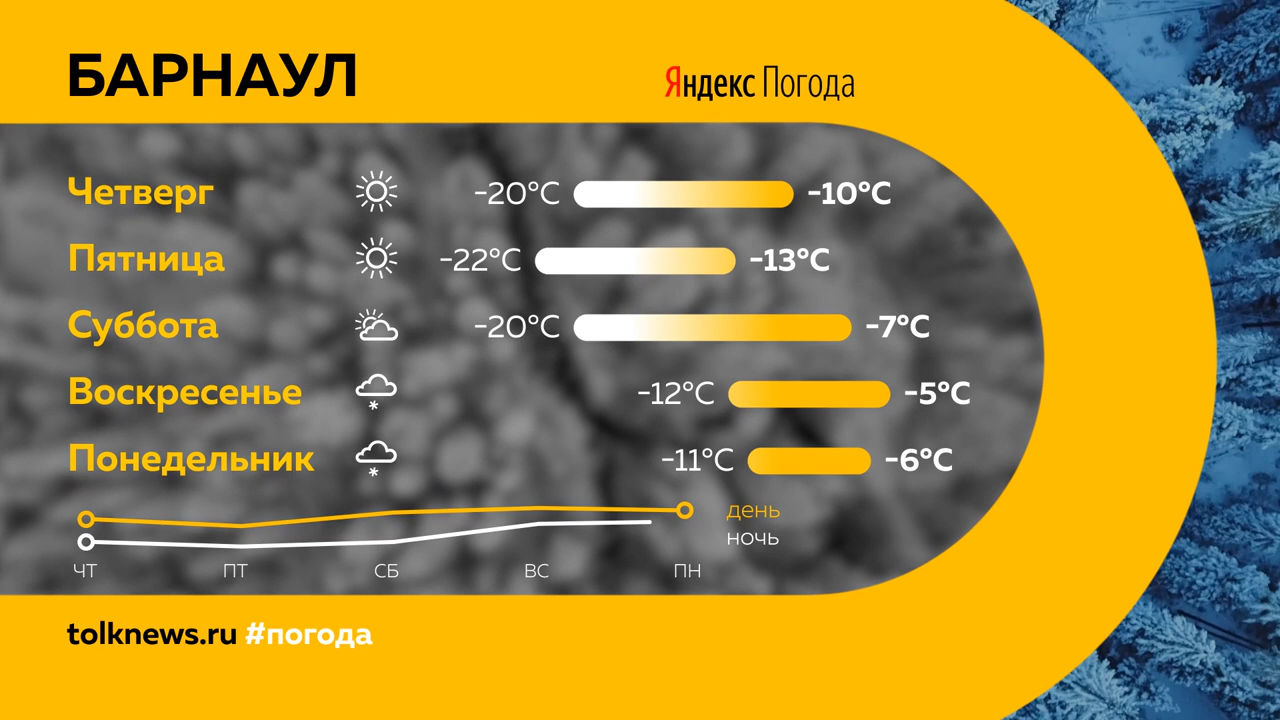 БАРНАУЛ
Яндекс Погода
Четверг -20°C -10°C
Пятница -22°C -13°C
Суббота -20°C -7°C
Воскресенье -12°C -5°C
Понедельник -11°C -6°C
день
ночь
ЧТ ПТ СБ ВС ПН
tolknews.ru #погода